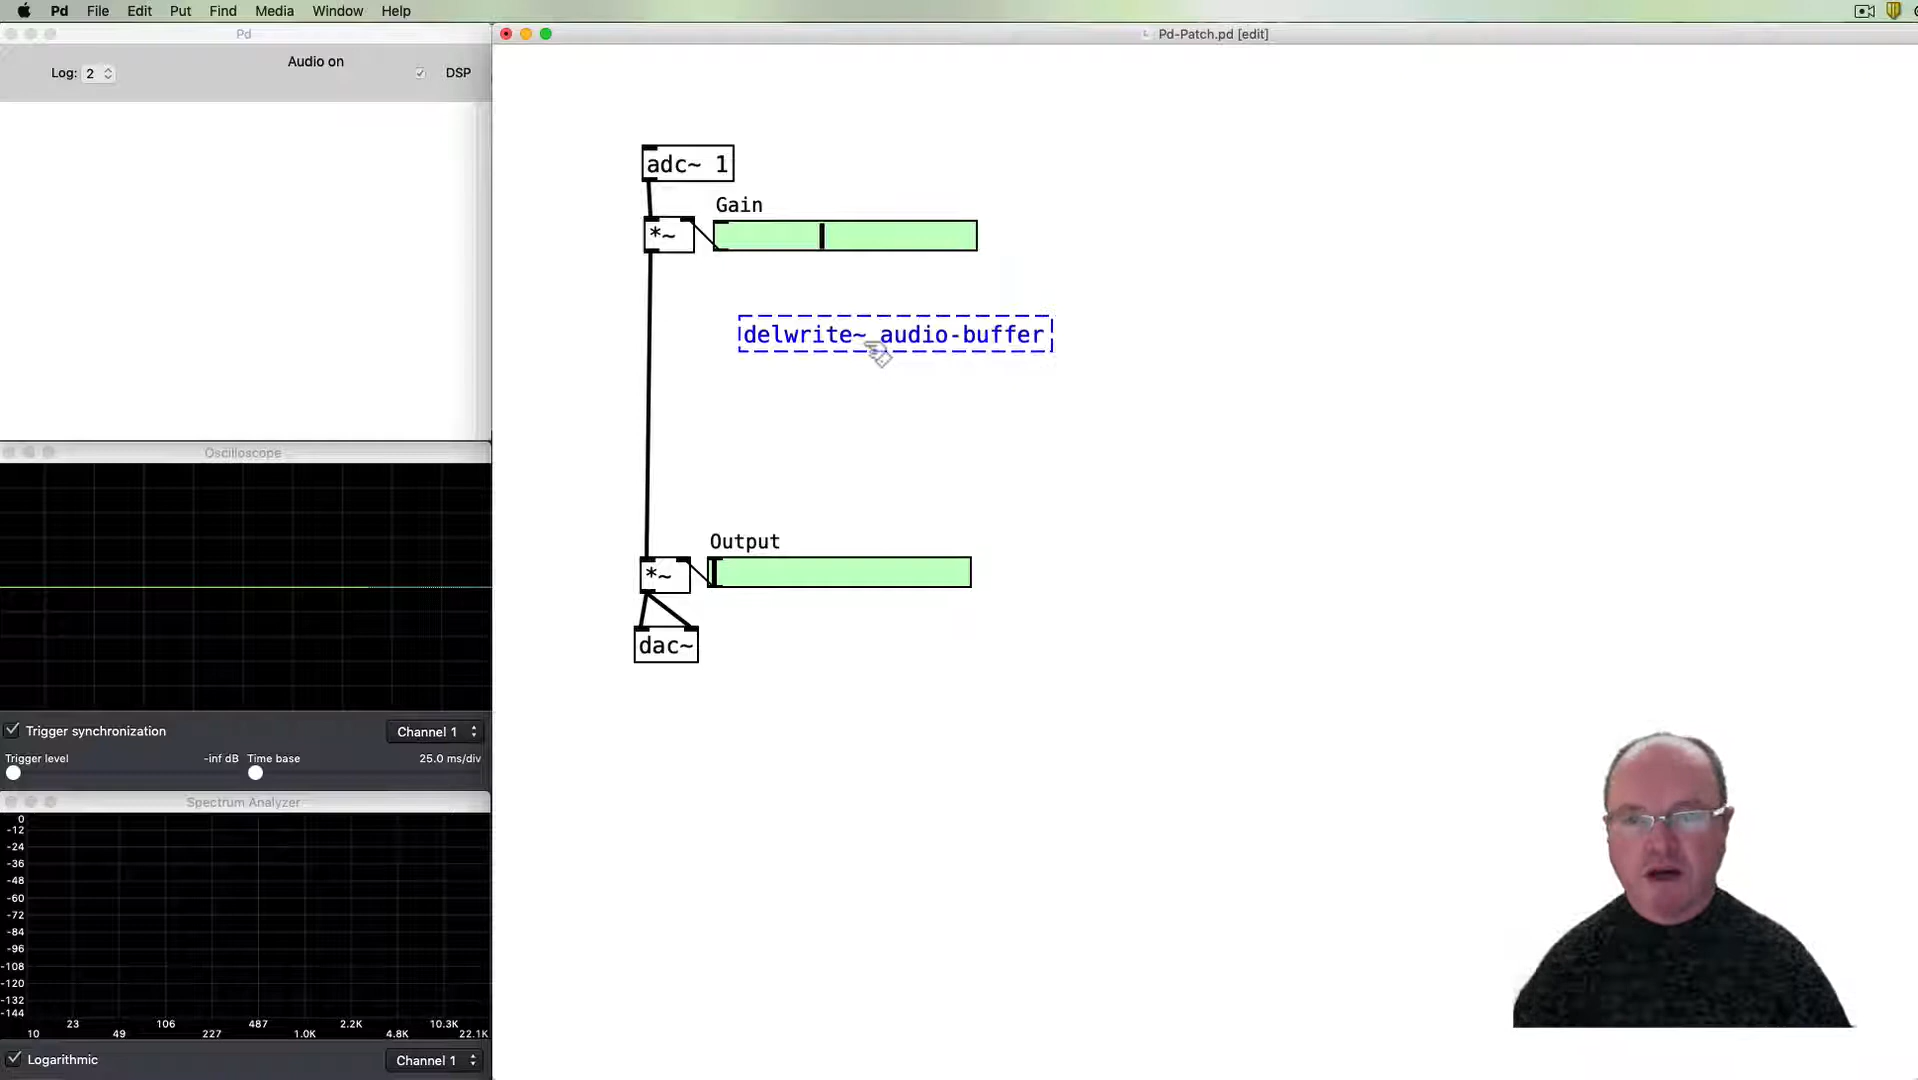 Pd File Edit Put Find Media Window Help
Pd
Pd-Patch.pd [edit]
Audio on
Log: 2
DSP
adc~ 1
Gain
*~
delwrite~ audio-buffer
Oscilloscope
Output
*~
dac~
Trigger synchronization
Channel 1
Trigger level
-inf dB
Time base
25.0 ms/div
Spectrum Analyzer
0
-12
-24
-36
-48
-60
-72
-84
-96
-108
-120
-132
-144
23 106 487 2.2K 10.3K
10 49 227 1.0K 4.8K 22.1K
Logarithmic
Channel 1